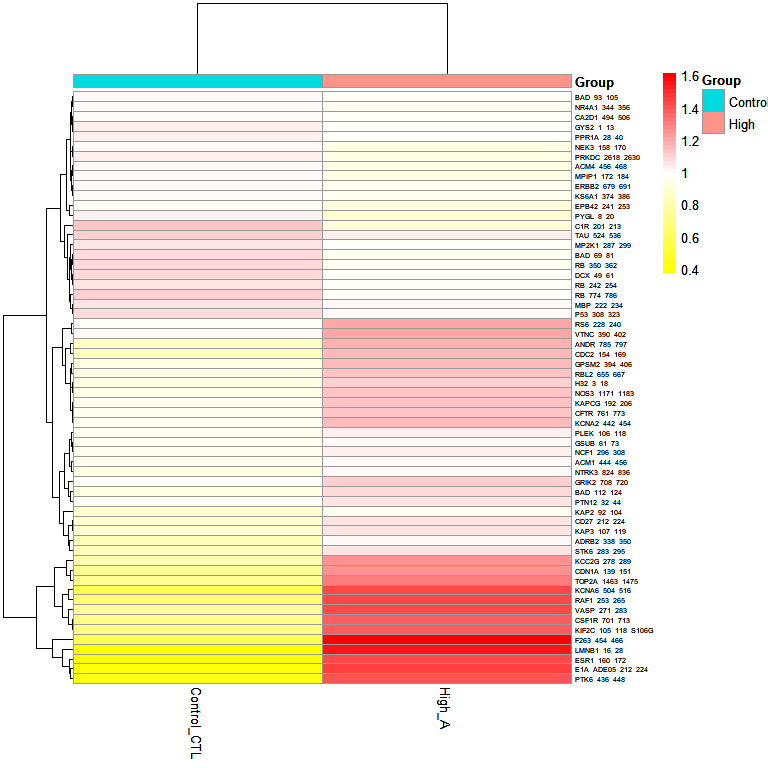 Group
BAD 93 105
NR4A1 344 356
CA2D1 494 506
GYS2 1 13
PPR1A 28 40
NEK3 158 170
PRKDC 2618 2630
ACM4 456 468
MPIP1 172 184
ERBB2 679 691
KS6A1 374 386
EPB42 241 253
PYGL 8 20
C1R 201 213
TAU 524 536
MP2K1 287 299
BAD 69 81
RB 350 362
DCX 49 61
RB 242 254
RB 774 786
MBP 222 234
P53 308 323
RS6 228 240
VTNC 390 402
ANDR 785 797
CDC2 154 169
GPSM2 394 406
RBL2 655 667
H32 3 18
NOS3 1171 1183
KAPCG 192 206
CFTR 761 773
KCNA2 442 454
PLEK 106 118
GSUB 61 73
NCF1 296 308
ACM1 444 456
NTRK3 824 836
GRIK2 708 720
BAD 112 124
PTN12 32 44
KAP2 92 104
CD27 212 224
KAP3 107 119
ADRB2 338 350
STK6 283 295
KCC2G 278 289
CDN1A 139 151
TOP2A 1463 1475
KCNA6 504 516
RAF1 253 265
VASP 271 283
CSF1R 701 713
KIF2C 105 118 S106G
F263 454 466
LMNB1 16 28
ESR1 160 172
E1A ADE05 212 224
PTK6 436 448
Control_CTL
High_A
1.6
1.4
1.2
1
0.8
0.6
0.4
Group
Control
High